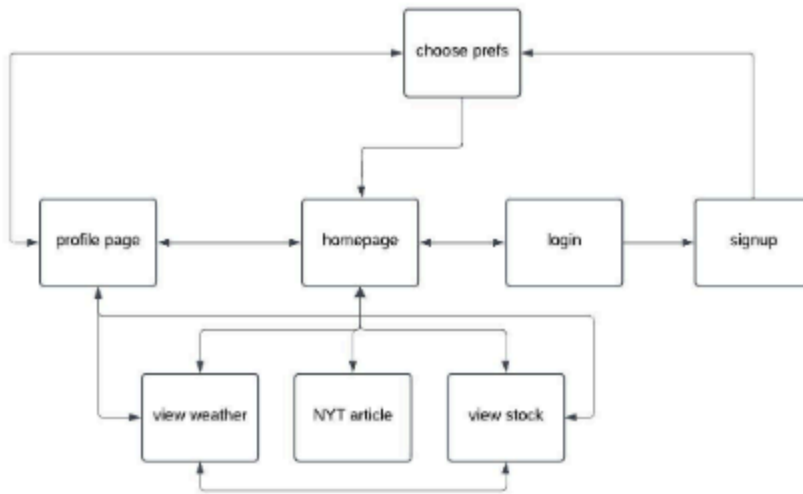 choose prefs
profile page
homepage
login
signup
view weather
NYT article
view stock